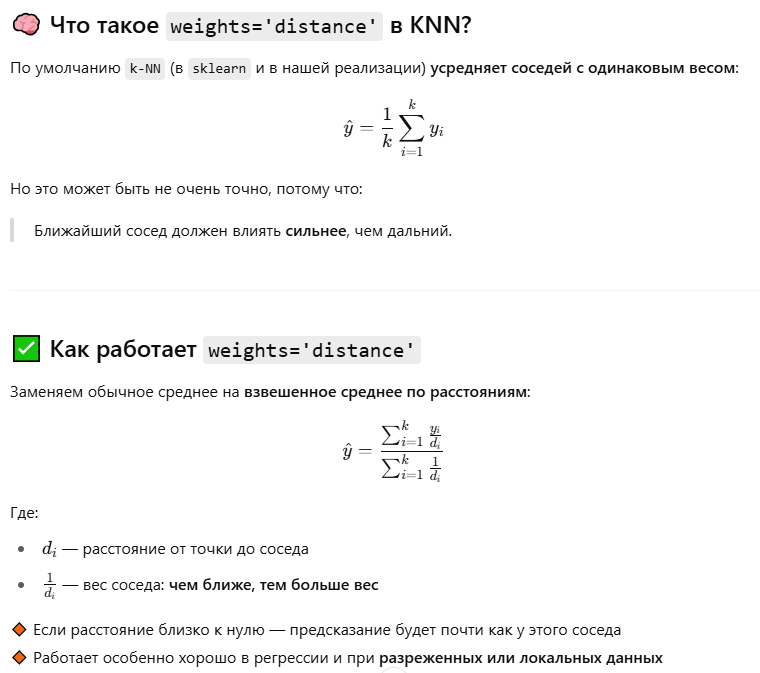 🧠 Что такое weights='distance' в KNN?
По умолчанию k-NN (в sklearn и в нашей реализации) усредняет соседей с одинаковым весом:
ŷ = \frac{1}{k} \sum_{i=1}^{k} y_i
Но это может быть не очень точно, потому что:
Ближайший сосед должен влиять сильнее, чем дальний.
✅ Как работает weights='distance'
Заменяем обычное среднее на взвешенное среднее по расстояниям:
ŷ = \frac{\sum_{i=1}^{k} \frac{y_i}{d_i}}{\sum_{i=1}^{k} \frac{1}{d_i}}
Где:
• d_i — расстояние от точки до соседа
• \frac{1}{d_i} — вес соседа: чем ближе, тем больше вес
🔶 Если расстояние близко к нулю — предсказание будет почти как у этого соседа
🔶 Работает особенно хорошо в регрессии и при разреженных или локальных данных